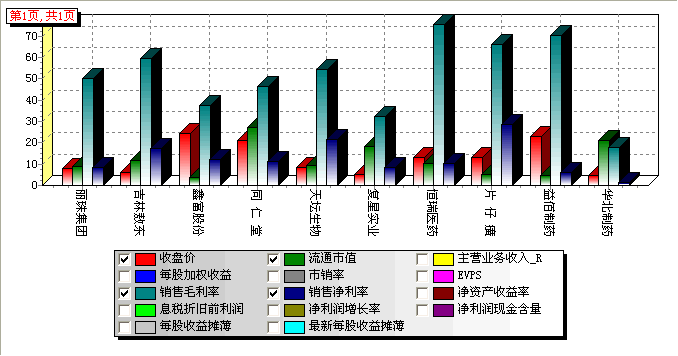 第1页, 共1页
70
60
50
40
30
20
10
0
丽珠集团
吉林敖东
鑫富股份
同 仁 堂
天坛生物
复星实业
恒瑞医药
片 仔 癀
益佰制药
华北制药
收盘价 流通市值 主营业务收入_R
每股加权收益 市销率 EVPS
销售毛利率 销售净利率 净资产收益率
息税折旧前利润 净利润增长率 净利润现金含量
每股收益摊薄 最新每股收益摊薄